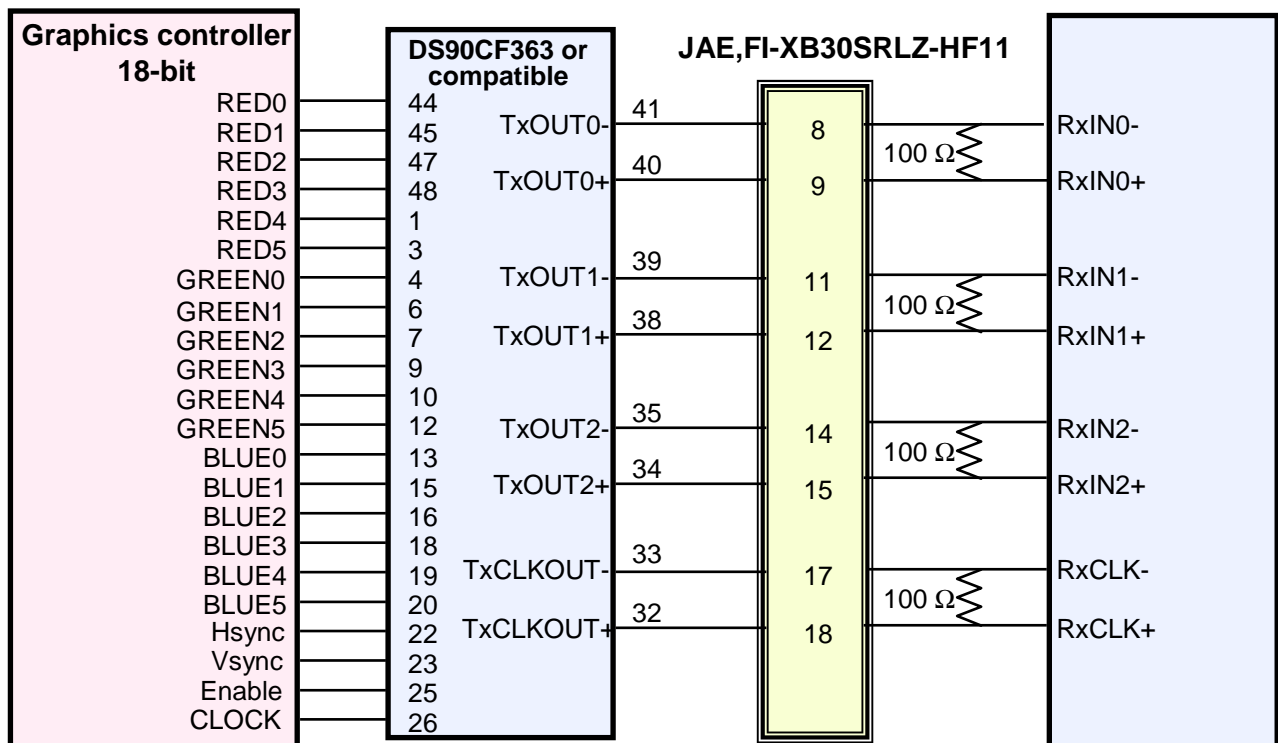 Graphics controller
18-bit
RED0
RED1
RED2
RED3
RED4
RED5
GREEN0
GREEN1
GREEN2
GREEN3
GREEN4
GREEN5
BLUE0
BLUE1
BLUE2
BLUE3
BLUE4
BLUE5
Hsync
Vsync
Enable
CLOCK
DS90CF363 or
compatible
44
45
47
48
1
3
4
6
7
9
10
12
13
15
16
18
19
20
22
23
25
26
TxOUT0-
TxOUT0+
TxOUT1-
TxOUT1+
TxOUT2-
TxOUT2+
TxCLKOUT-
TxCLKOUT+
41
40
39
38
35
34
33
32
JAE,FI-XB30SRLZ-HF11
8
9
11
12
14
15
17
18
100 Ω
100 Ω
100 Ω
100 Ω
RxIN0-
RxIN0+
RxIN1-
RxIN1+
RxIN2-
RxIN2+
RxCLK-
RxCLK+